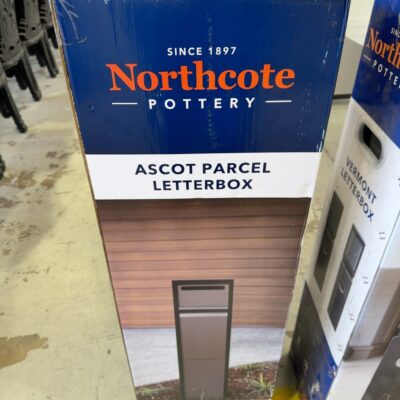 SINCE 1897
Northcote
POTTERY
ASCOT PARCEL
LETTERBOX
VERMONT
LETTERBOX